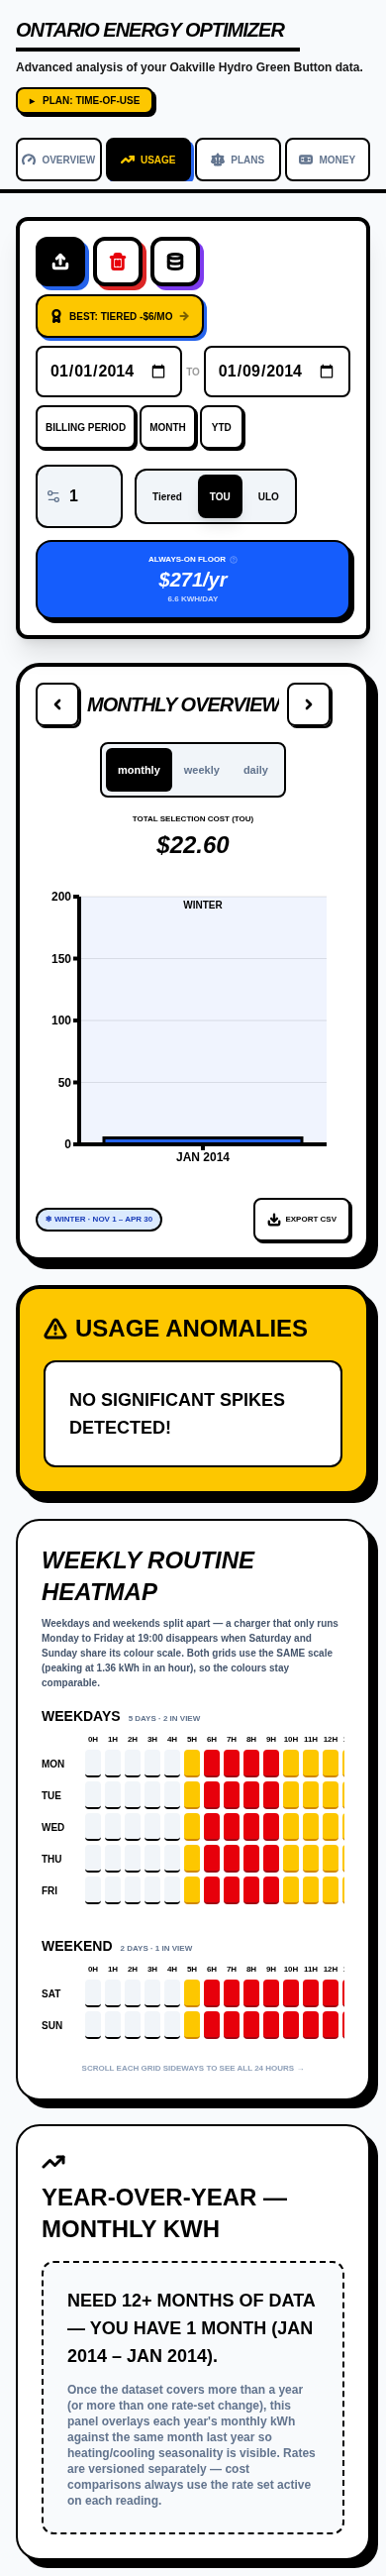 ONTARIO ENERGY OPTIMIZER
Advanced analysis of your Oakville Hydro Green Button data.
► PLAN: TIME-OF-USE
OVERVIEW
USAGE
PLANS
MONEY
BEST: TIERED -$6/MO →
01/01/2014
TO
01/09/2014
BILLING PERIOD
MONTH
YTD
1
Tiered
TOU
ULO
ALWAYS-ON FLOOR
$271/yr
6.6 KWH/DAY
MONTHLY OVERVIEW
monthly
weekly
daily
TOTAL SELECTION COST (TOU)
$22.60
200
WINTER
150
100
50
0
JAN 2014
❄ WINTER · NOV 1 – APR 30
EXPORT CSV
USAGE ANOMALIES
NO SIGNIFICANT SPIKES
DETECTED!
WEEKLY ROUTINE
HEATMAP
Weekdays and weekends split apart — a charger that only runs
Monday to Friday at 19:00 disappears when Saturday and
Sunday share its colour scale. Both grids use the SAME scale
(peaking at 1.36 kWh in an hour), so the colours stay
comparable.
WEEKDAYS 5 DAYS · 2 IN VIEW
0H 1H 2H 3H 4H 5H 6H 7H 8H 9H 10H 11H 12H
MON
TUE
WED
THU
FRI
WEEKEND 2 DAYS · 1 IN VIEW
0H 1H 2H 3H 4H 5H 6H 7H 8H 9H 10H 11H 12H
SAT
SUN
SCROLL EACH GRID SIDEWAYS TO SEE ALL 24 HOURS →
YEAR-OVER-YEAR —
MONTHLY KWH
NEED 12+ MONTHS OF DATA
— YOU HAVE 1 MONTH (JAN
2014 – JAN 2014).
Once the dataset covers more than a year
(or more than one rate-set change), this
panel overlays each year's monthly kWh
against the same month last year so
heating/cooling seasonality is visible. Rates
are versioned separately — cost
comparisons always use the rate set active
on each reading.